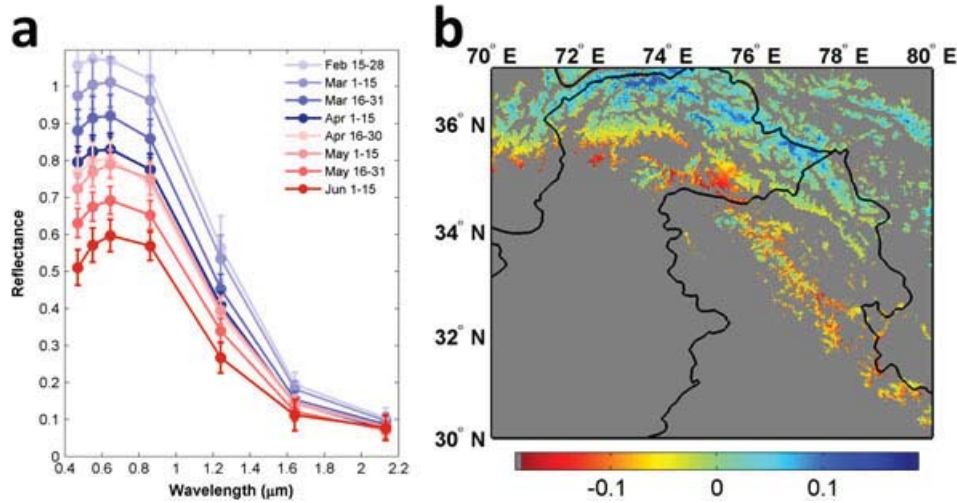 a
Reflectance
1
0.9
0.8
0.7
0.6
0.5
0.4
0.3
0.2
0.1
0
0.4 0.6 0.8 1 1.2 1.4 1.6 1.8 2 2.2
Wavelength (μm)
Feb 15-28
Mar 1-15
Mar 16-31
Apr 1-15
Apr 16-30
May 1-15
May 16-31
Jun 1-15
b
70° E 72° E 74° E 76° E 78° E 80° E
36° N
34° N
32° N
30° N
-0.1 0 0.1